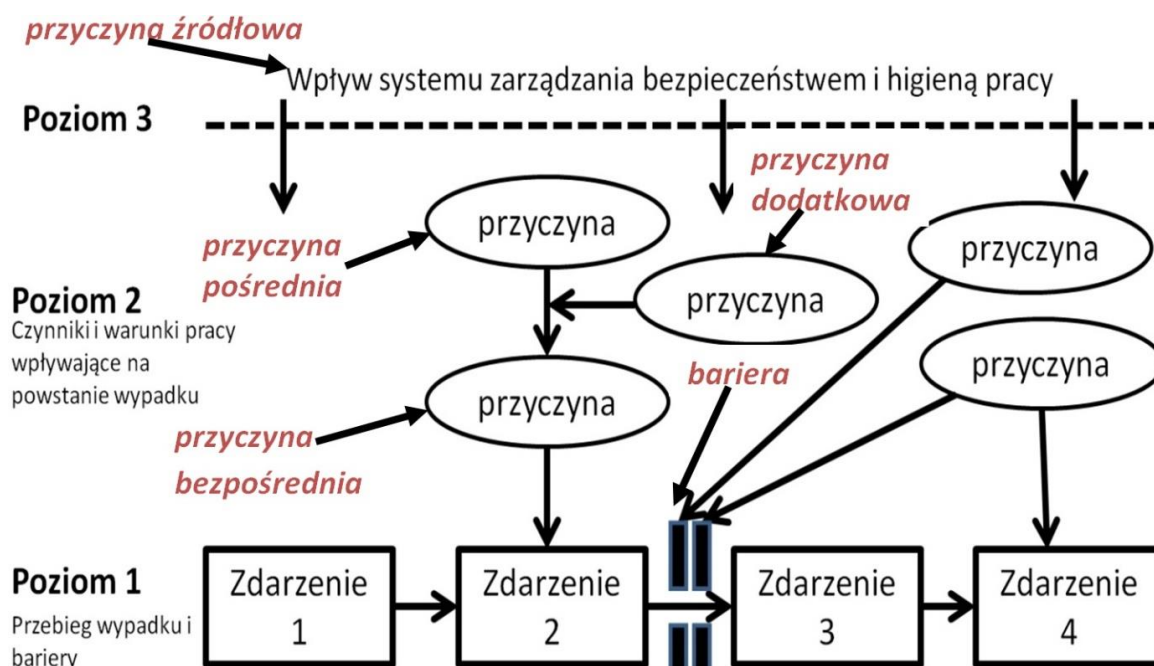 przyczyna źródłowa
Wpływ systemu zarządzania bezpieczeństwem i higieną pracy
Poziom 3
przyczyna
dodatkowa
przyczyna
przyczyna
pośrednia
przyczyna
przyczyna
Poziom 2
Czynniki i warunki pracy
wpływające na
powstanie wypadku
przyczyna
bariera
przyczyna
przyczyna
bezpośrednia
Poziom 1
Przebieg wypadku i
bariery
Zdarzenie
1
Zdarzenie
2
Zdarzenie
3
Zdarzenie
4